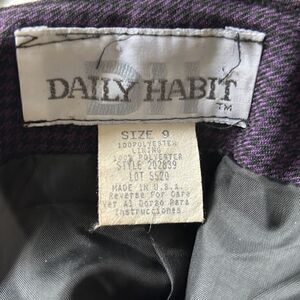 DH
DAILY HABIT
TM
SIZE 9
100% POLYESTER
LINING
100% POLYESTER
STYLE 202839
LOT 5520
MADE IN U.S.A.
Reverse For Care
Ver Al Dorso Para
Instrucciones